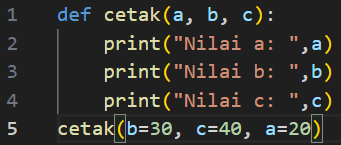 1 def cetak(a, b, c):
2     print("Nilai a: ",a)
3     print("Nilai b: ",b)
4     print("Nilai c: ",c)
5 cetak(b=30, c=40, a=20)